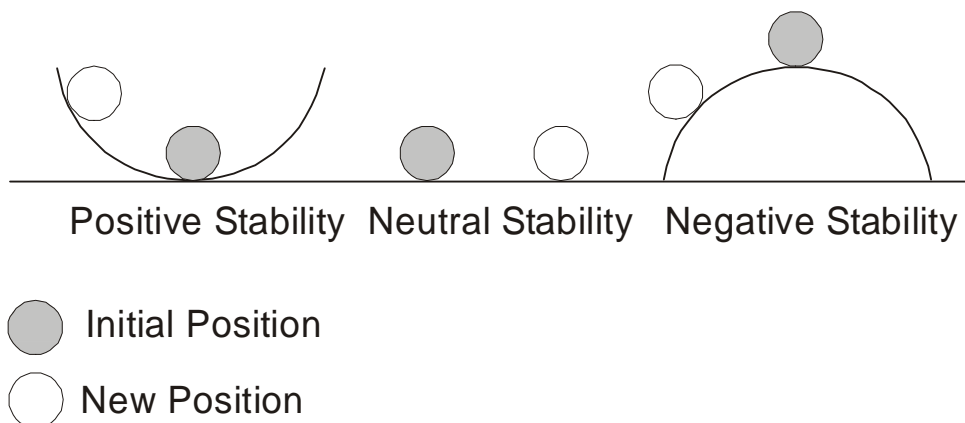 Positive Stability Neutral Stability Negative Stability
Initial Position
New Position